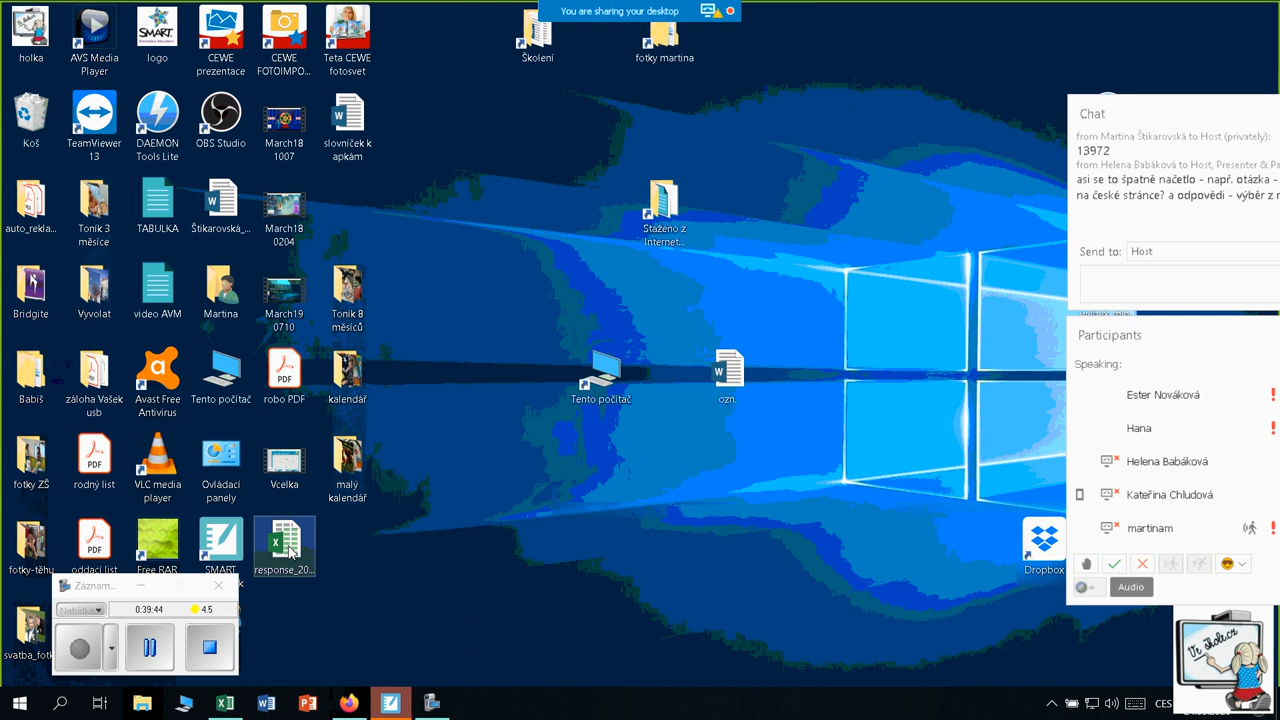 You are sharing your desktop
holka
AVS Media Player
logo
CEWE prezentace
CEWE FOTOIMPO...
Teta CEWE fotosvet
Školení
fotky martina
Koš
TeamViewer 13
DAEMON Tools Lite
OBS Studio
March18 1007
slovníček k apkám
auto_rekla...
Toník 3 měsíce
TABULKA
Štikarovská_...
March18 0204
Staženo z Internet...
Bridgite
Vyvolat
video AVM
Martina
March19 0710
Toník 8 měsíců
Babiš
záloha Vašek usb
Avast Free Antivirus
Tento počítač
robo PDF
kalendář
Tento počítač
ozn.
fotky ZŠ
rodný list
VLC media player
Ovládací panely
Vcelka
malý kalendář
fotky-těhu
oddací list
Free RAR
SMART
response_20...
Dropbox
svatba_fotk
Záznam...
Nabídka
0:39:44
4.5
Chat
from Martina Štikarovská to Host (privately):
13972
from Helena Babáková to Host, Presenter & Pa
asi se to špatně načetlo - např. otázka -
na české stránce? a odpovědi - výběr z
Send to:
Host
Participants
Speaking:
Ester Nováková
Hana
Helena Babáková
Kateřina Chludová
martinam
Audio
Ve škole.cz
CES